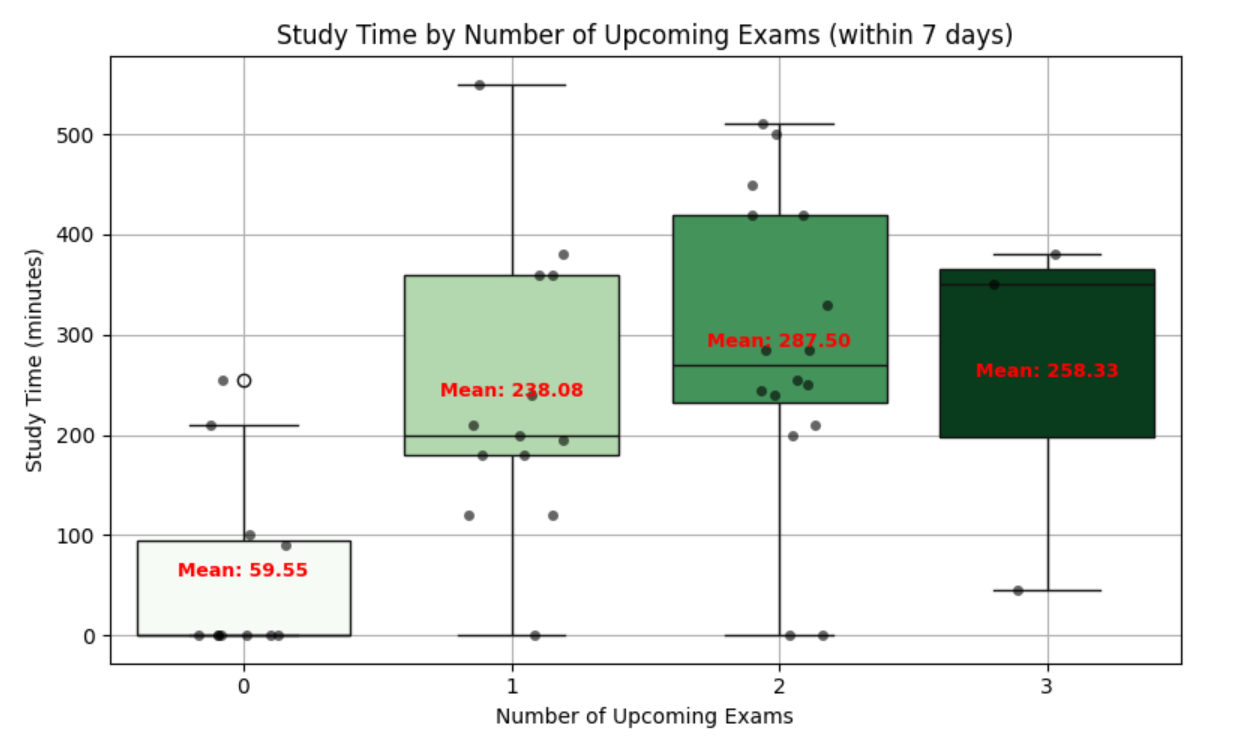 Study Time by Number of Upcoming Exams (within 7 days)
Study Time (minutes)
500
400
300
200
100
0
Mean: 59.55
Mean: 238.08
Mean: 287.50
Mean: 258.33
0 1 2 3
Number of Upcoming Exams